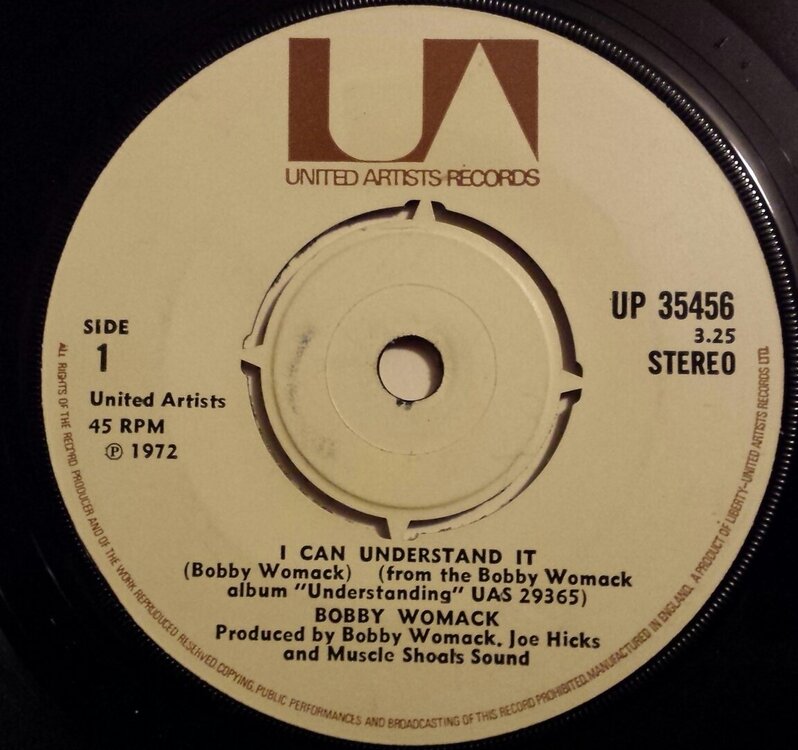 UA
UNITED ARTISTS RECORDS
UP 35456
3.25
STEREO
SIDE
1
United Artists
45 RPM
Ⓟ 1972
I CAN UNDERSTAND IT
(Bobby Womack) (from the Bobby Womack
album "Understanding" UAS 29365)
BOBBY WOMACK
Produced by Bobby Womack, Joe Hicks
and Muscle Shoals Sound
ALL RIGHTS OF THE RECORD PRODUCER AND OF THE WORK REPRODUCED RESERVED. COPYING, PUBLIC PERFORMANCES AND BROADCASTING OF THIS RECORD PROHIBITED. MANUFACTURED IN ENGLAND. A PRODUCT OF LIBERTY-UNITED ARTISTS RECORDS LTD.